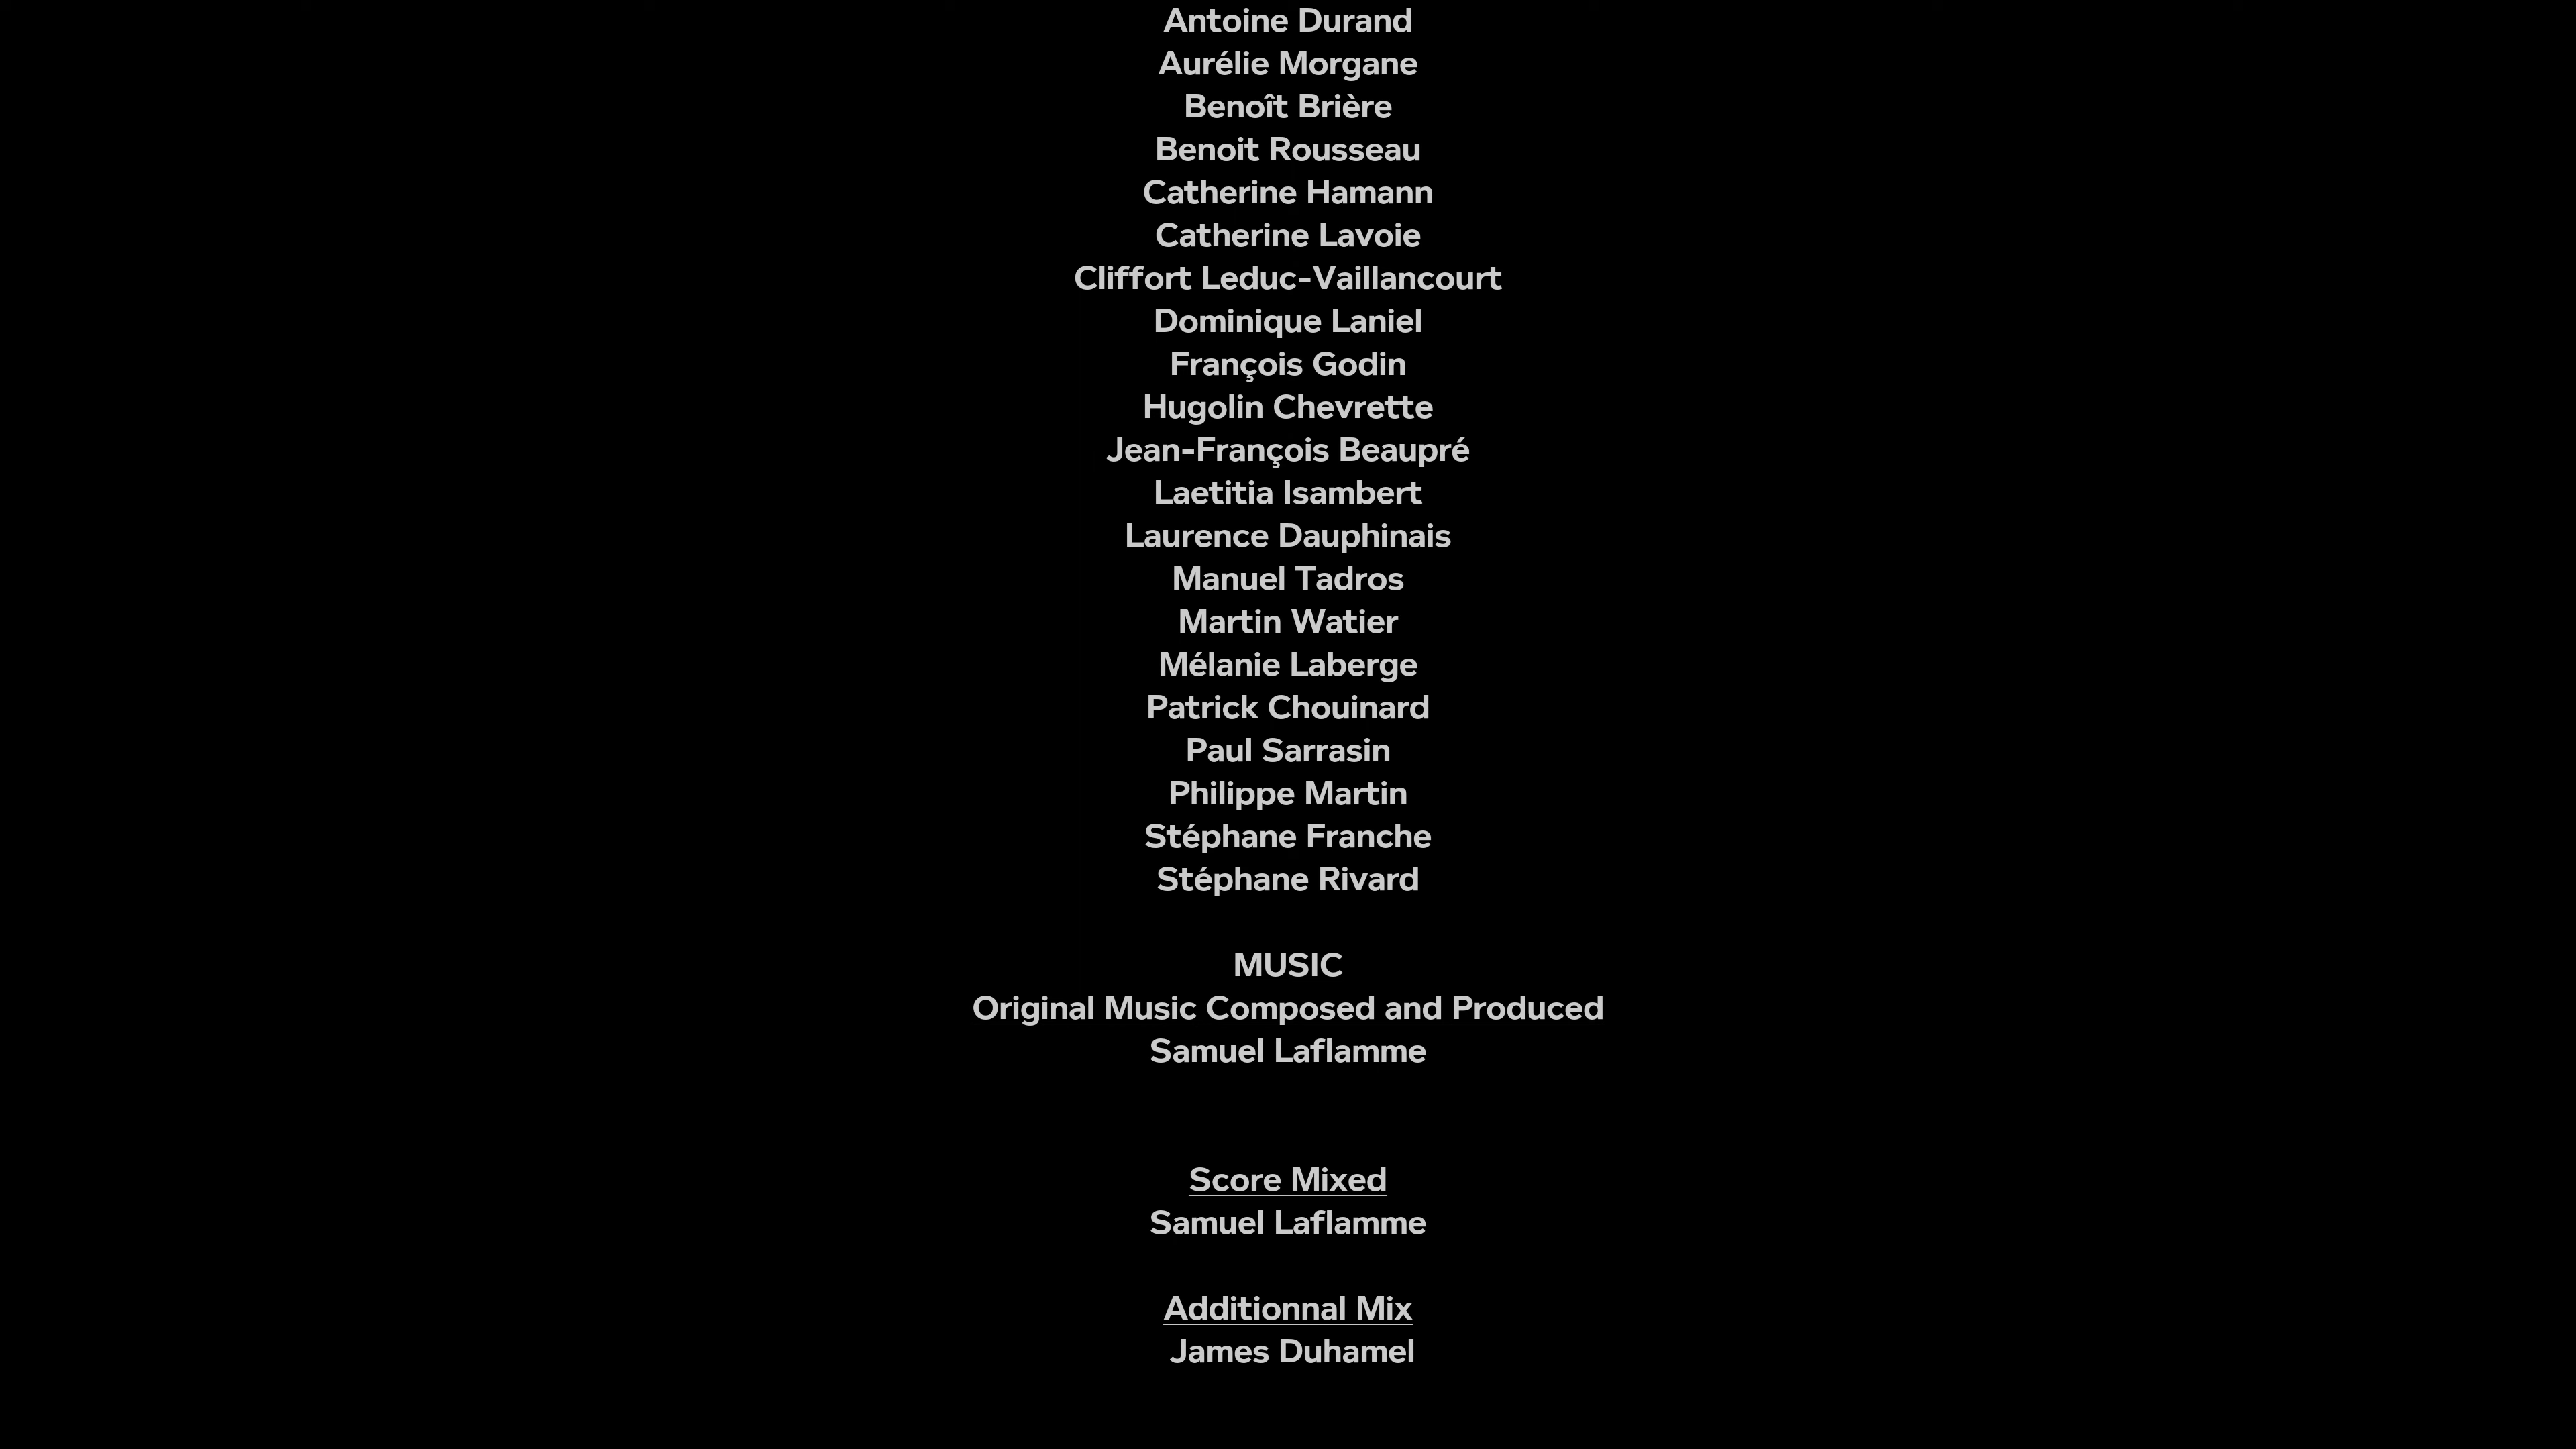 Antoine Durand
Aurélie Morgane
Benoît Brière
Benoit Rousseau
Catherine Hamann
Catherine Lavoie
Cliffort Leduc-Vaillancourt
Dominique Laniel
François Godin
Hugolin Chevrette
Jean-François Beaupré
Laetitia Isambert
Laurence Dauphinais
Manuel Tadros
Martin Watier
Mélanie Laberge
Patrick Chouinard
Paul Sarrasin
Philippe Martin
Stéphane Franche
Stéphane Rivard
MUSIC
Original Music Composed and Produced
Samuel Laflamme
Score Mixed
Samuel Laflamme
Additionnal Mix
James Duhamel